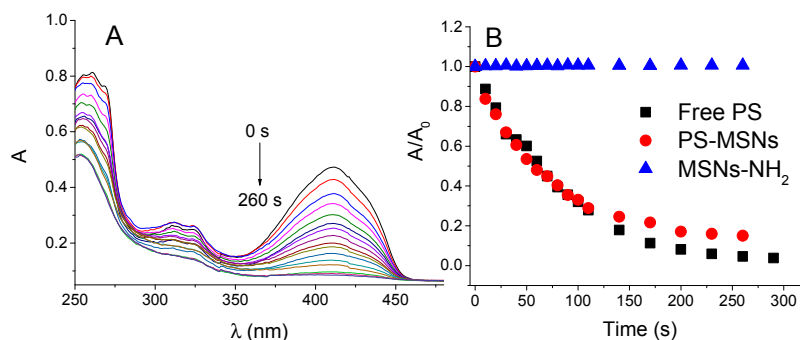 A
1.0
0.8
0.6
0.4
0.2
A
0 s
260 s
250
300
350
400
450
λ (nm)
B
A/A₀
1.2
1.0
0.8
0.6
0.4
0.2
0.0
Free PS
PS-MSNs
MSNs-NH₂
0
50
100
150
200
250
300
Time (s)